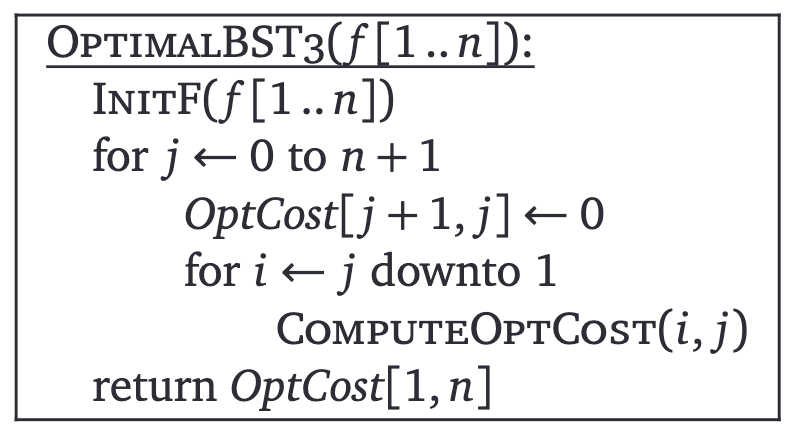 OPTIMALBST3(f[1..n]):
INITF(f[1..n])
for j ← 0 to n + 1
OptCost[j + 1, j] ← 0
for i ← j downto 1
COMPUTEOPTCOST(i, j)
return OptCost[1, n]